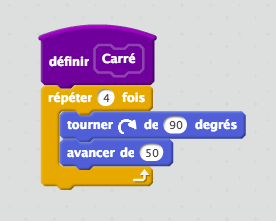 définir Carré
répéter 4 fois
tourner de 90 degrés
avancer de 50